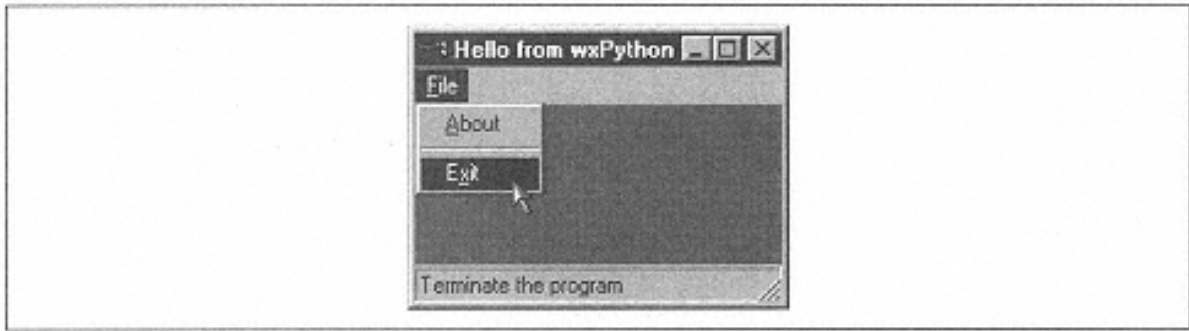 Hello from wxPython
File
About
Exit
Terminate the program